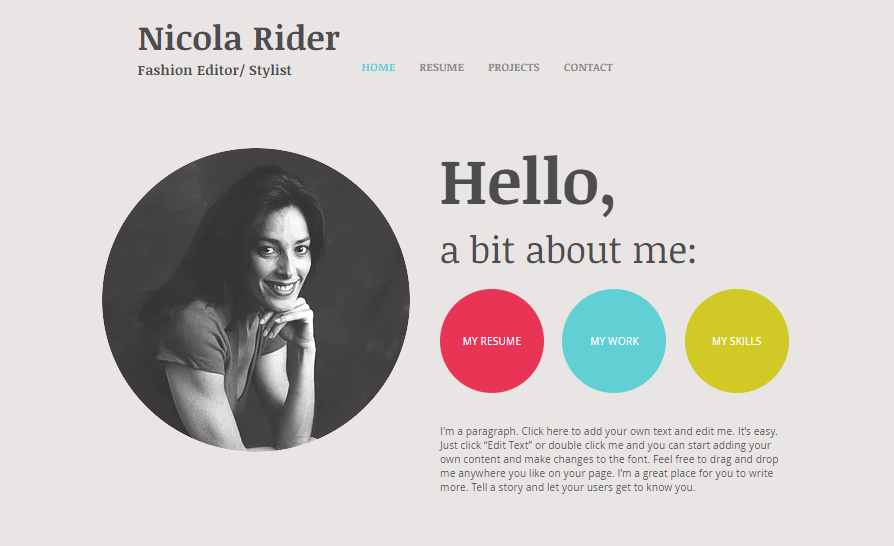 Nicola Rider
Fashion Editor/ Stylist
HOME RESUME PROJECTS CONTACT
Hello,
a bit about me:
MY RESUME MY WORK MY SKILLS
I'm a paragraph. Click here to add your own text and edit me. It's easy.
Just click “Edit Text” or double click me and you can start adding your
own content and make changes to the font. Feel free to drag and drop
me anywhere you like on your page. I'm a great place for you to write
more. Tell a story and let your users get to know you.